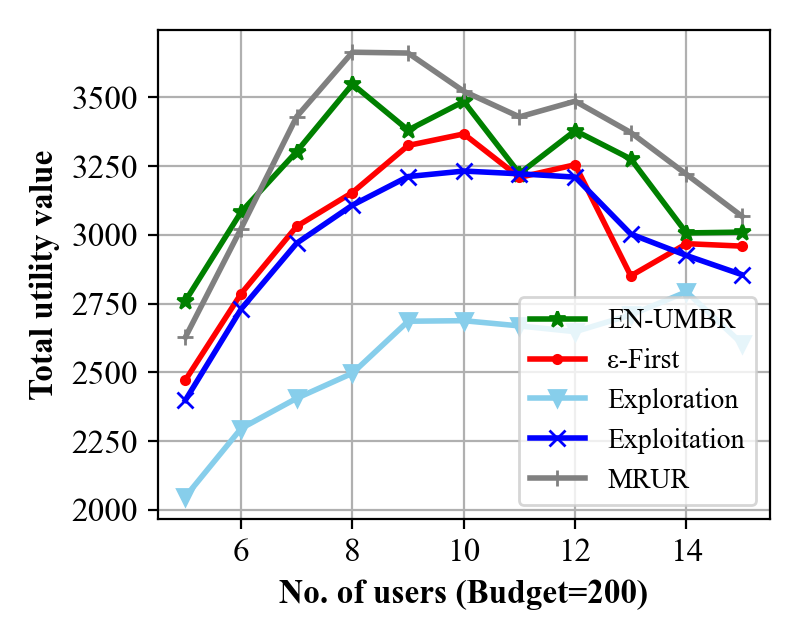 Total utility value
3500
3250
3000
2750
2500
2250
2000
EN-UMBR
ε-First
Exploration
Exploitation
MRUR
6 8 10 12 14
No. of users (Budget=200)